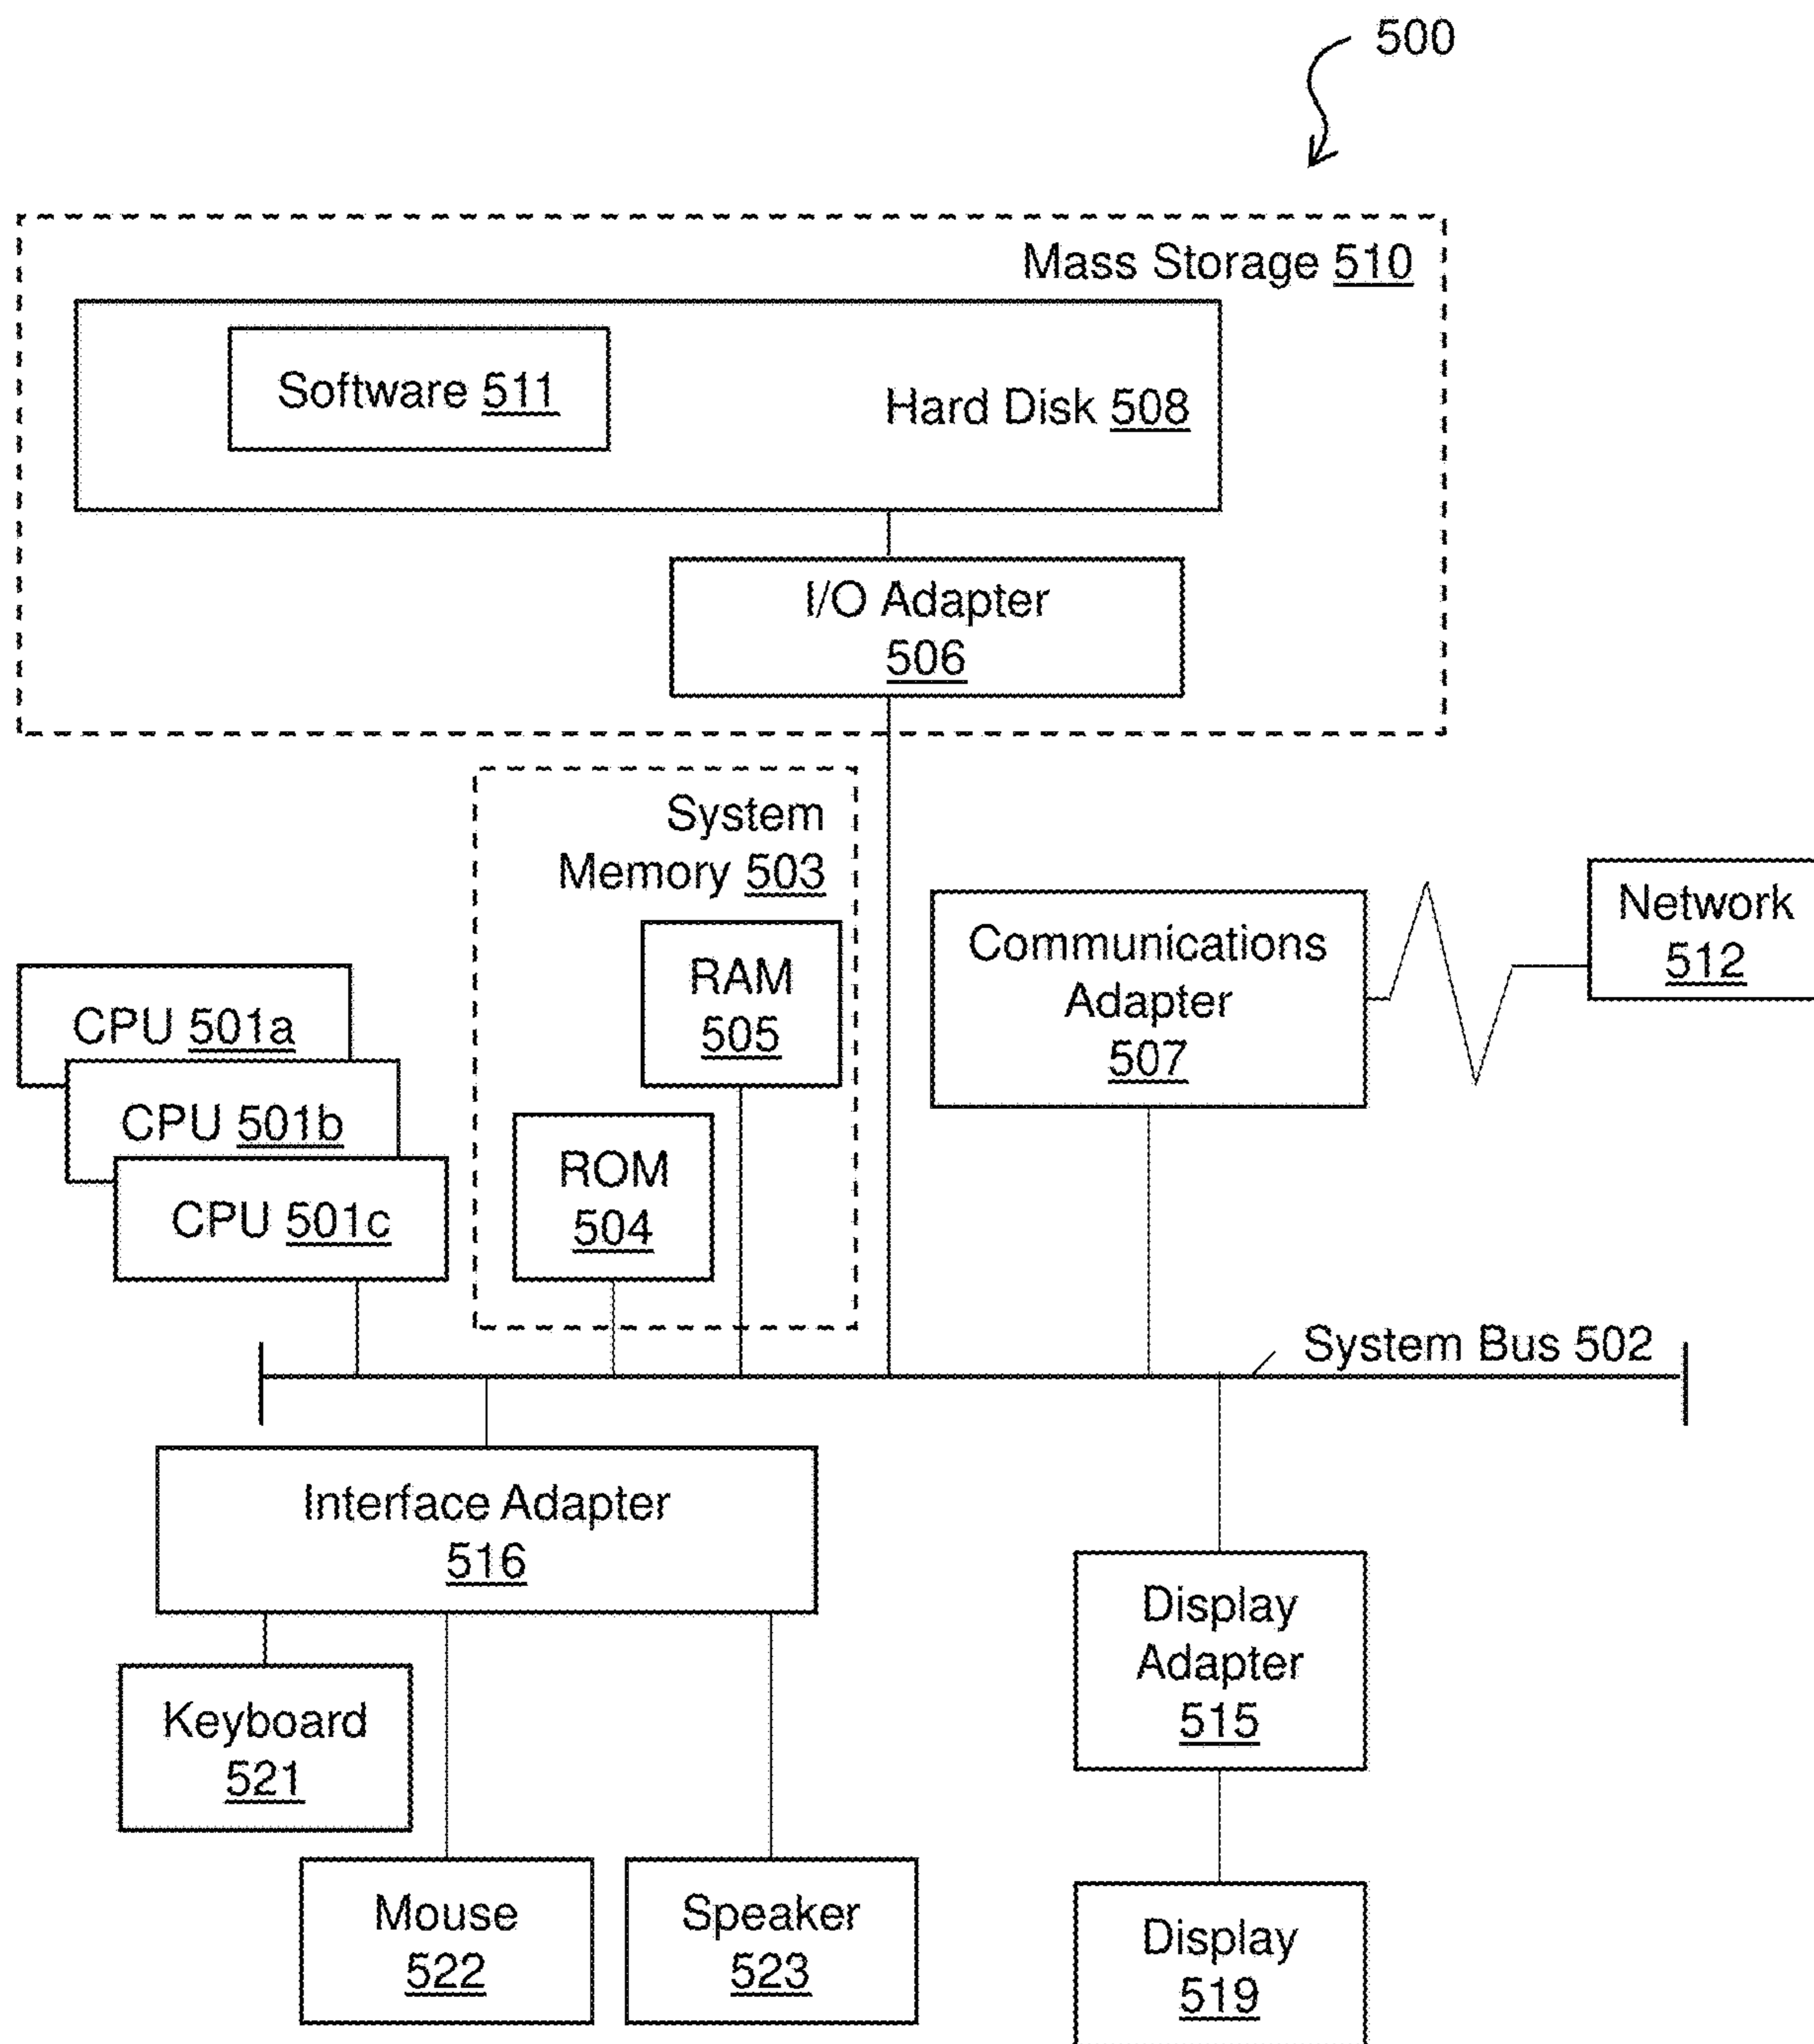 500
Mass Storage 510
Software 511
Hard Disk 508
I/O Adapter
506
System
Memory 503
RAM
505
ROM
504
CPU 501a
CPU 501b
CPU 501c
Communications
Adapter
507
Network
512
System Bus 502
Interface Adapter
516
Keyboard
521
Mouse
522
Speaker
523
Display
Adapter
515
Display
519